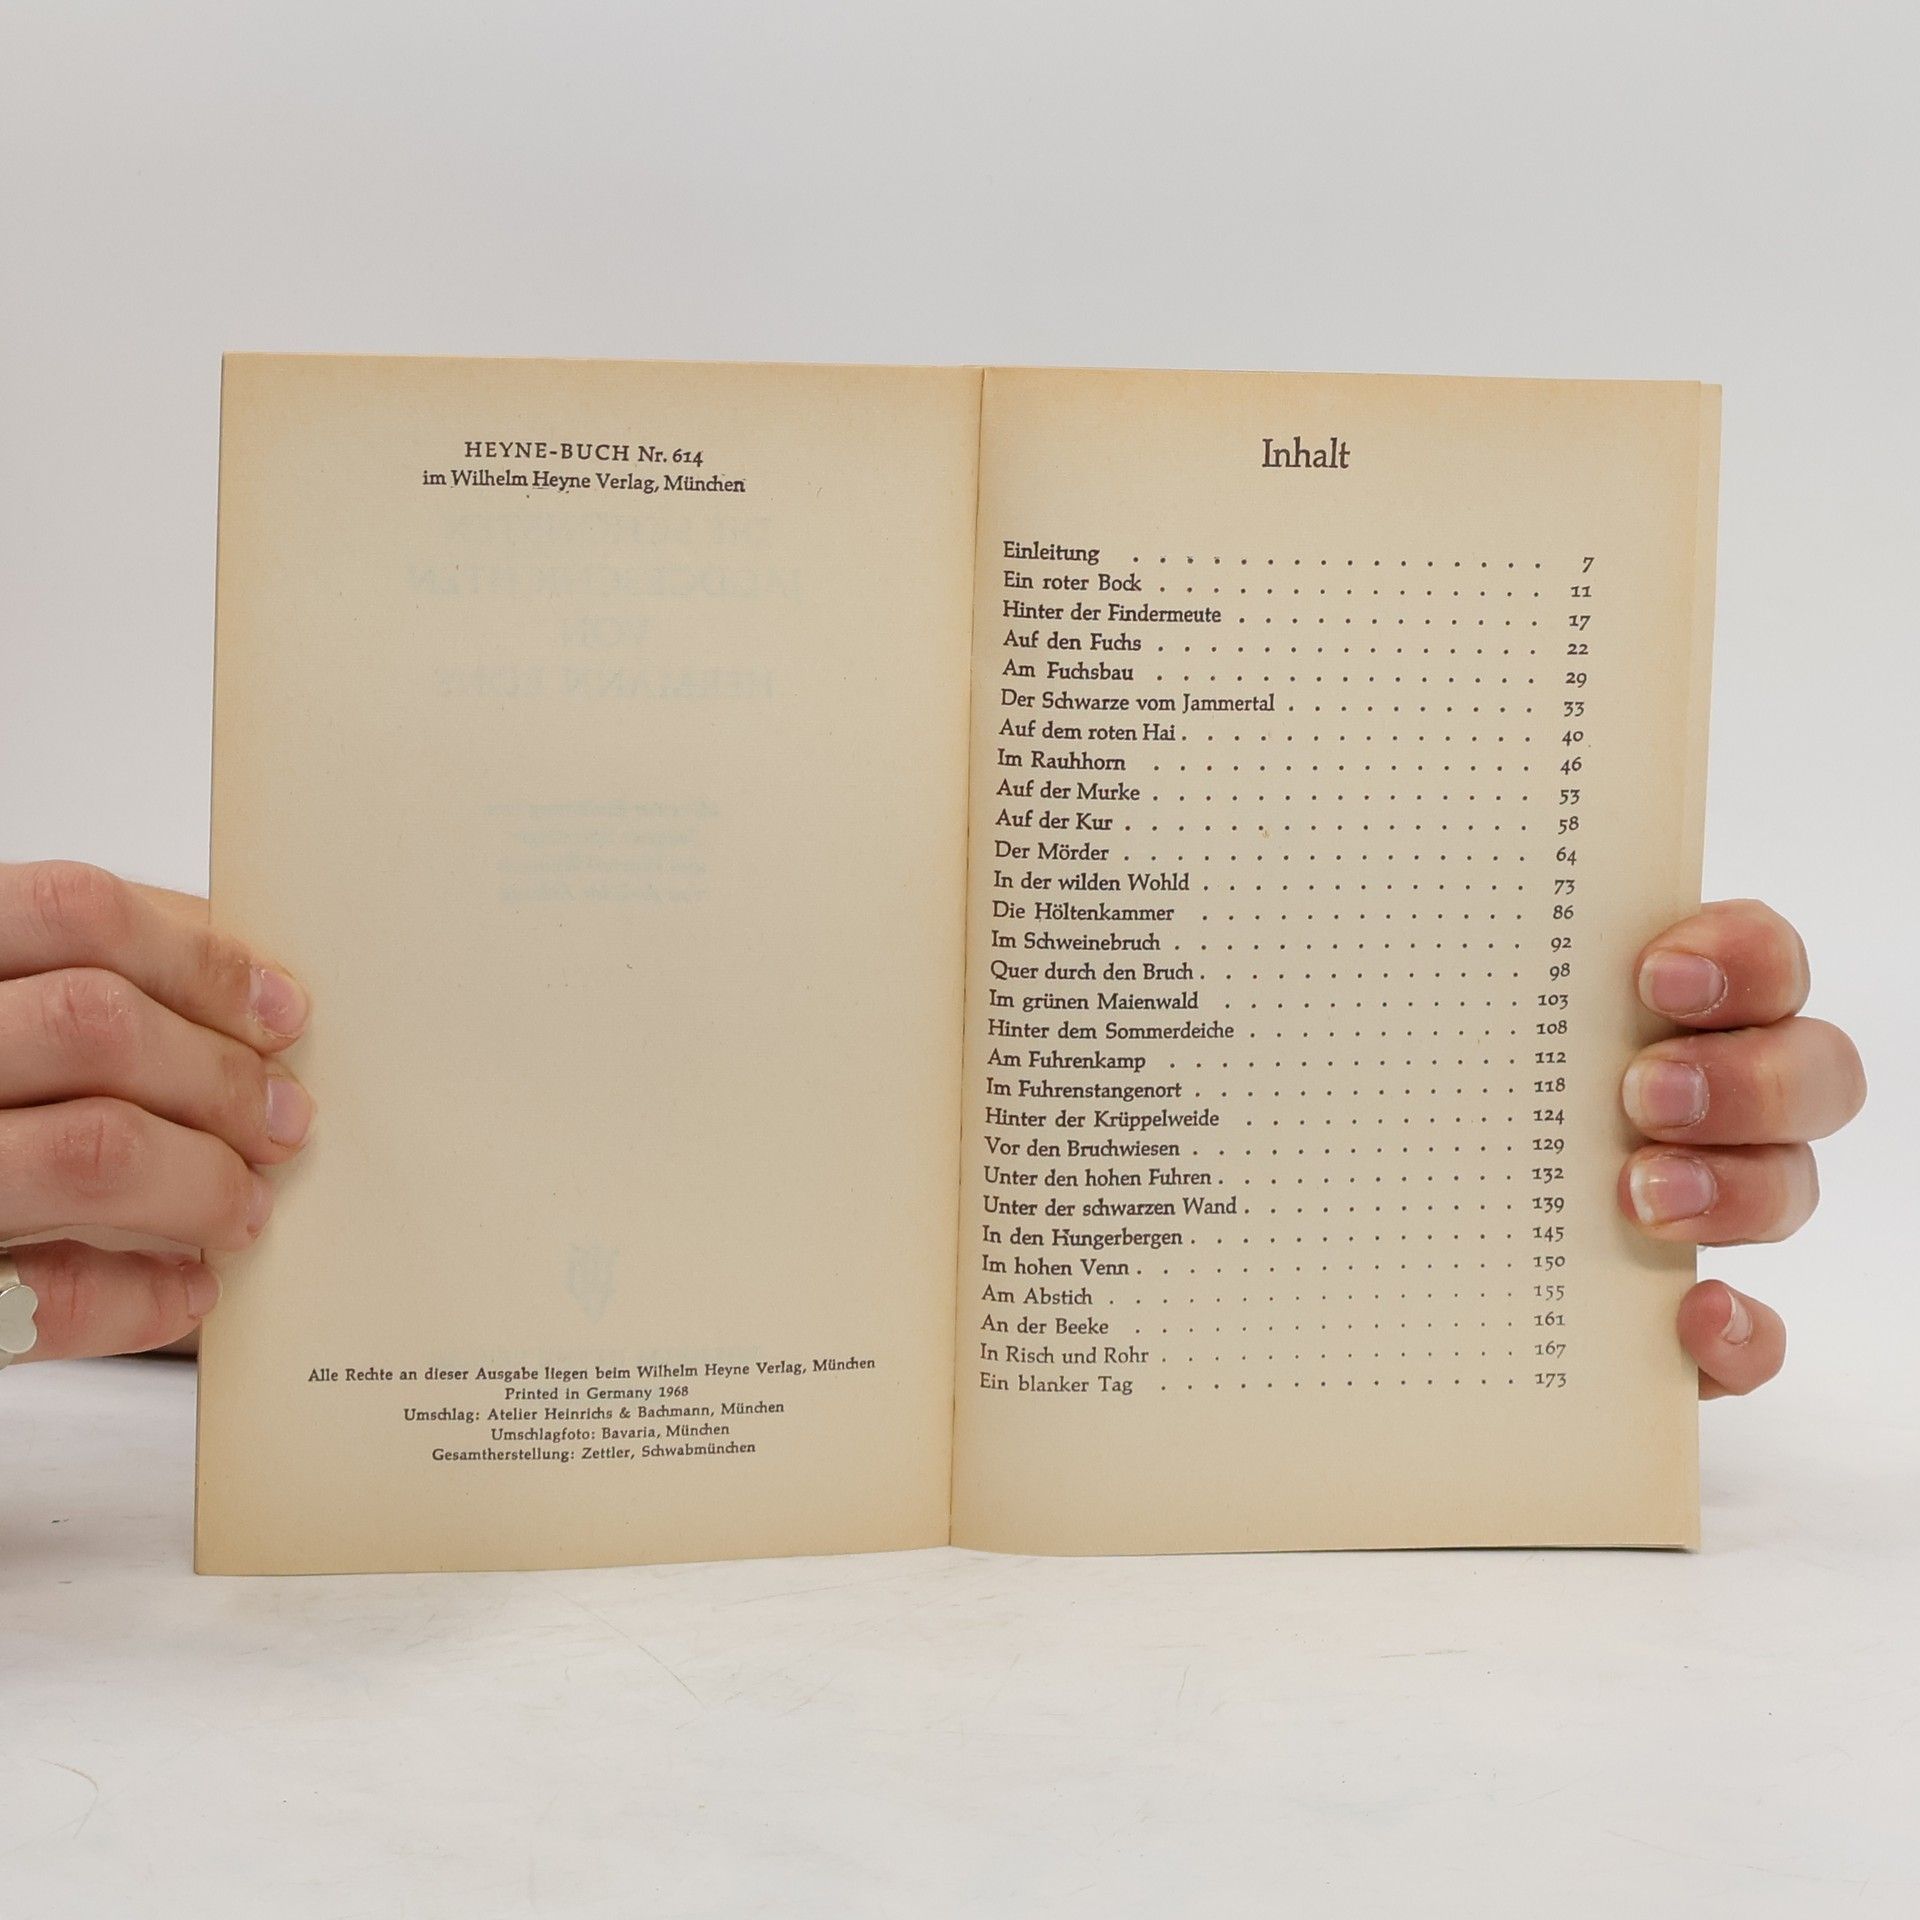 HEYNE-BUCH Nr. 614
im Wilhelm Heyne Verlag, München
Alle Rechte an dieser Ausgabe liegen beim Wilhelm Heyne Verlag, München
Printed in Germany 1968
Umschlag: Atelier Heinrichs & Bachmann, München
Umschlagfoto: Bavaria, München
Gesamtherstellung: Zettler, Schwabmünchen
Inhalt
Einleitung . . . . . . . . . . . . . . . . 7
Ein roter Bock . . . . . . . . . . . . . . . 11
Hinter der Findermeute . . . . . . . . . . . . 17
Auf den Fuchs . . . . . . . . . . . . . . . 22
Am Fuchsbau . . . . . . . . . . . . . . . 29
Der Schwarze vom Jammertal . . . . . . . . . . 33
Auf dem roten Hai . . . . . . . . . . . . . . 40
Im Rauhhorn . . . . . . . . . . . . . . . 46
Auf der Murke . . . . . . . . . . . . . . . 53
Auf der Kur . . . . . . . . . . . . . . . . 58
Der Mörder . . . . . . . . . . . . . . . . 64
In der wilden Wohld . . . . . . . . . . . . . 73
Die Höltenkammer . . . . . . . . . . . . . 86
Im Schweinebruch . . . . . . . . . . . . . . 92
Quer durch den Bruch . . . . . . . . . . . . . 98
Im grünen Maienwald . . . . . . . . . . . . 103
Hinter dem Sommerdeiche . . . . . . . . . . . 108
Am Fuhrenkamp . . . . . . . . . . . . . . 112
Im Fuhrenstangenort . . . . . . . . . . . . . 118
Hinter der Krüppelweide . . . . . . . . . . . 124
Vor den Bruchwiesen . . . . . . . . . . . . . 129
Unter den hohen Fuhren . . . . . . . . . . . . 132
Unter der schwarzen Wand . . . . . . . . . . . 139
In den Hungerbergen . . . . . . . . . . . . . 145
Im hohen Venn . . . . . . . . . . . . . . . 150
Am Abstich . . . . . . . . . . . . . . . . 155
An der Beeke . . . . . . . . . . . . . . . 161
In Risch und Rohr . . . . . . . . . . . . . . 167
Ein blanker Tag . . . . . . . . . . . . . . 173